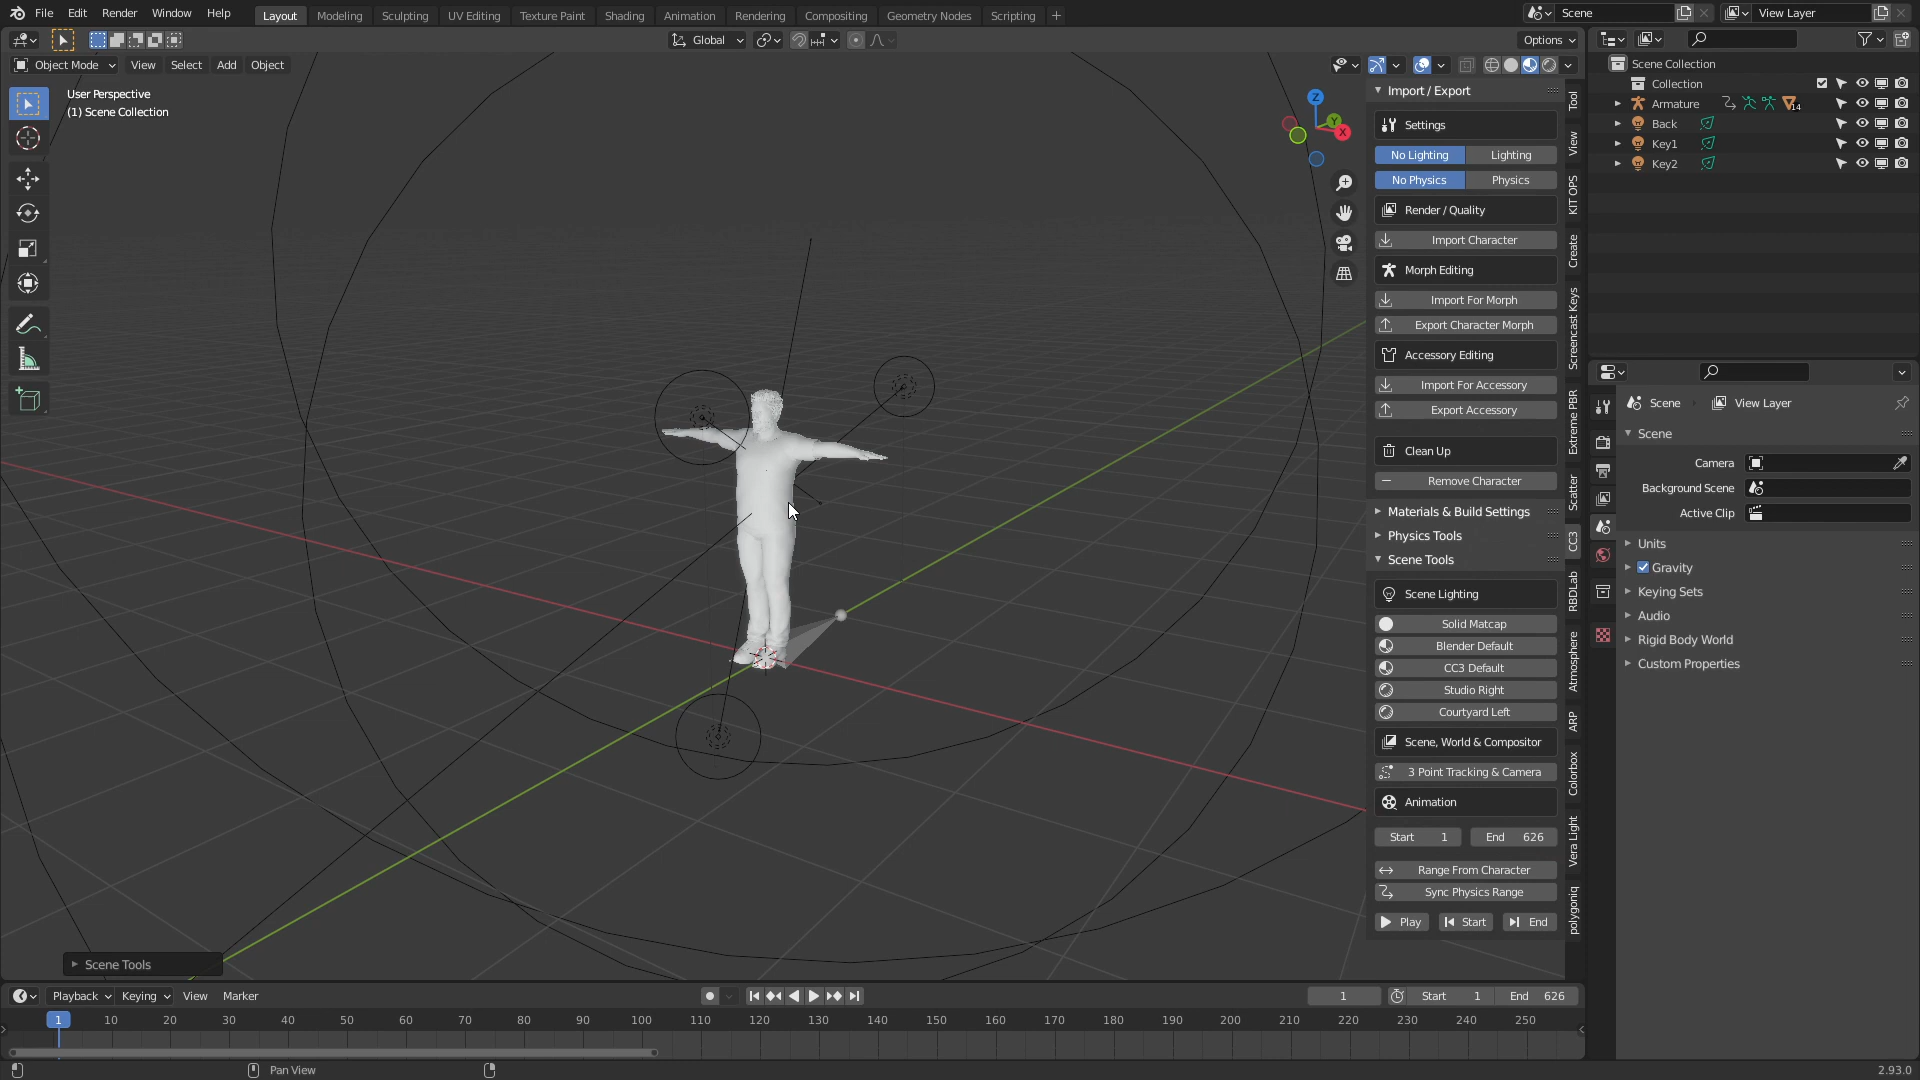 File Edit Render Window Help Layout Modeling Sculpting UV Editing Texture Paint Shading Animation Rendering Compositing Geometry Nodes Scripting + Scene View Layer
Global Options
Object Mode View Select Add Object
User Perspective
(1) Scene Collection
Z
Y
X
Import / Export
Settings
No Lighting Lighting
No Physics Physics
Render / Quality
Import Character
Morph Editing
Import For Morph
Export Character Morph
Accessory Editing
Import For Accessory
Export Accessory
Clean Up
Remove Character
Materials & Build Settings
Physics Tools
Scene Tools
Scene Lighting
Solid Matcap
Blender Default
CC3 Default
Studio Right
Courtyard Left
Scene, World & Compositor
3 Point Tracking & Camera
Animation
Start 1 End 626
Range From Character
Sync Physics Range
Play Start End
Tool
View
KIT OPS
Create
Screencast Keys
Extreme PBR
Scatter
CC3
RBDLab
Atmosphere
ARP
Colorbox
Vera Light
polygoniq
Scene Collection
Collection
Armature 14
Back
Key1
Key2
Scene View Layer
Scene
Camera
Background Scene
Active Clip
Units
Gravity
Keying Sets
Audio
Rigid Body World
Custom Properties
Scene Tools
Playback Keying View Marker 1 Start 1 End 626
1 10 20 30 40 50 60 70 80 90 100 110 120 130 140 150 160 170 180 190 200 210 220 230 240 250
Pan View 2.93.0